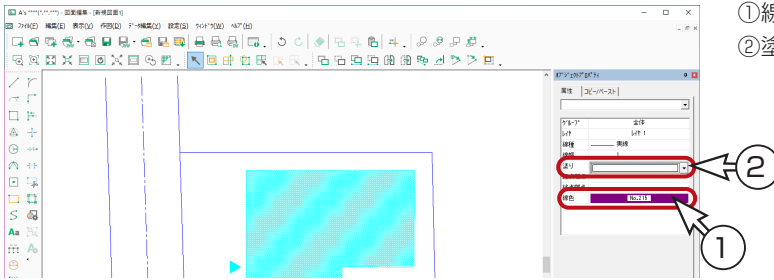 A's ****(*.**.***) - 図面編集 - [新規図面1]
ﾌｧｲﾙ(F) 編集(E) 表示(V) 作図(D) ﾃﾞｰﾀ編集(Y) 設定(S) ｳｨﾝﾄﾞｳ(W) ﾍﾙﾌﾟ(H)
ｵﾌﾞｼﾞｪｸﾄﾌﾟﾛﾊﾟﾃｨ
属性 コピー/ペースト
ｸﾞﾙｰﾌﾟ 全体
ﾚｲﾔ ﾚｲﾔ 1
線種 実線
線幅 1
塗り
線色 No.215
Aa
①線
②塗
2
1